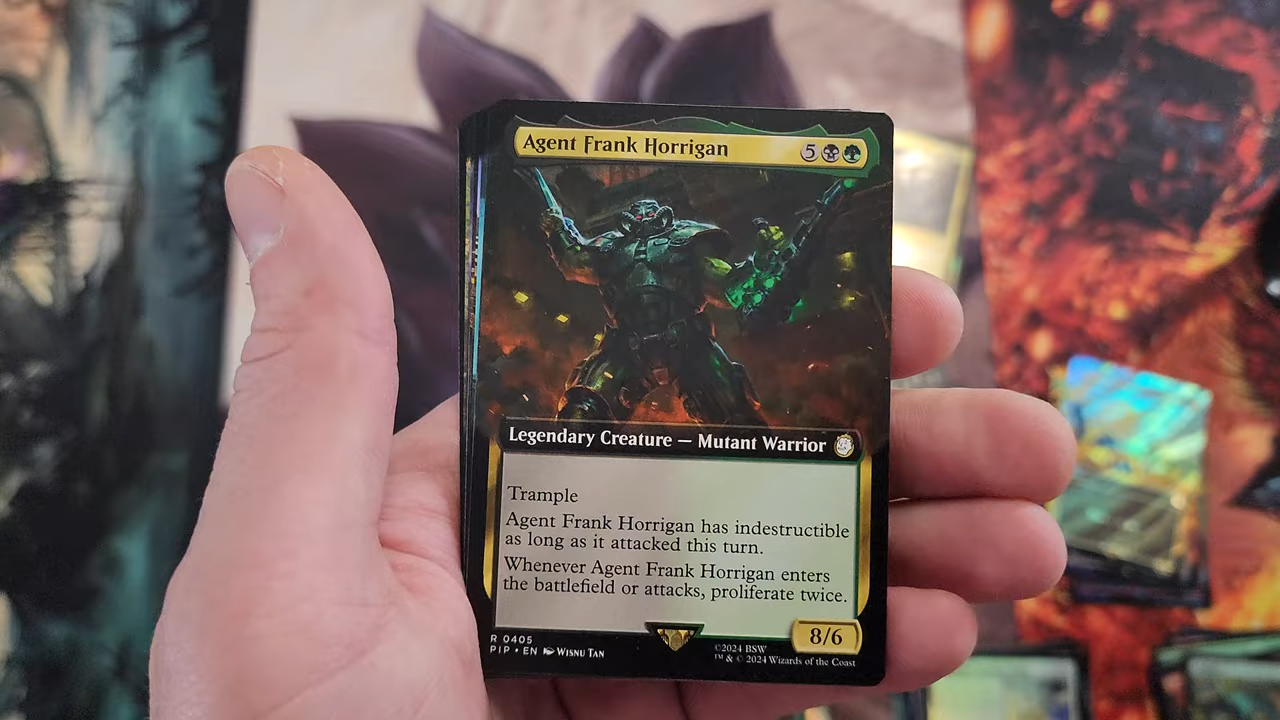 Agent Frank Horrigan 5
Legendary Creature — Mutant Warrior
Trample
Agent Frank Horrigan has indestructible
as long as it attacked this turn.
Whenever Agent Frank Horrigan enters
the battlefield or attacks, proliferate twice.
8/6
R 0405
PIP • EN Wisnu Tan
©2024 BSW
™ & © 2024 Wizards of the Coast